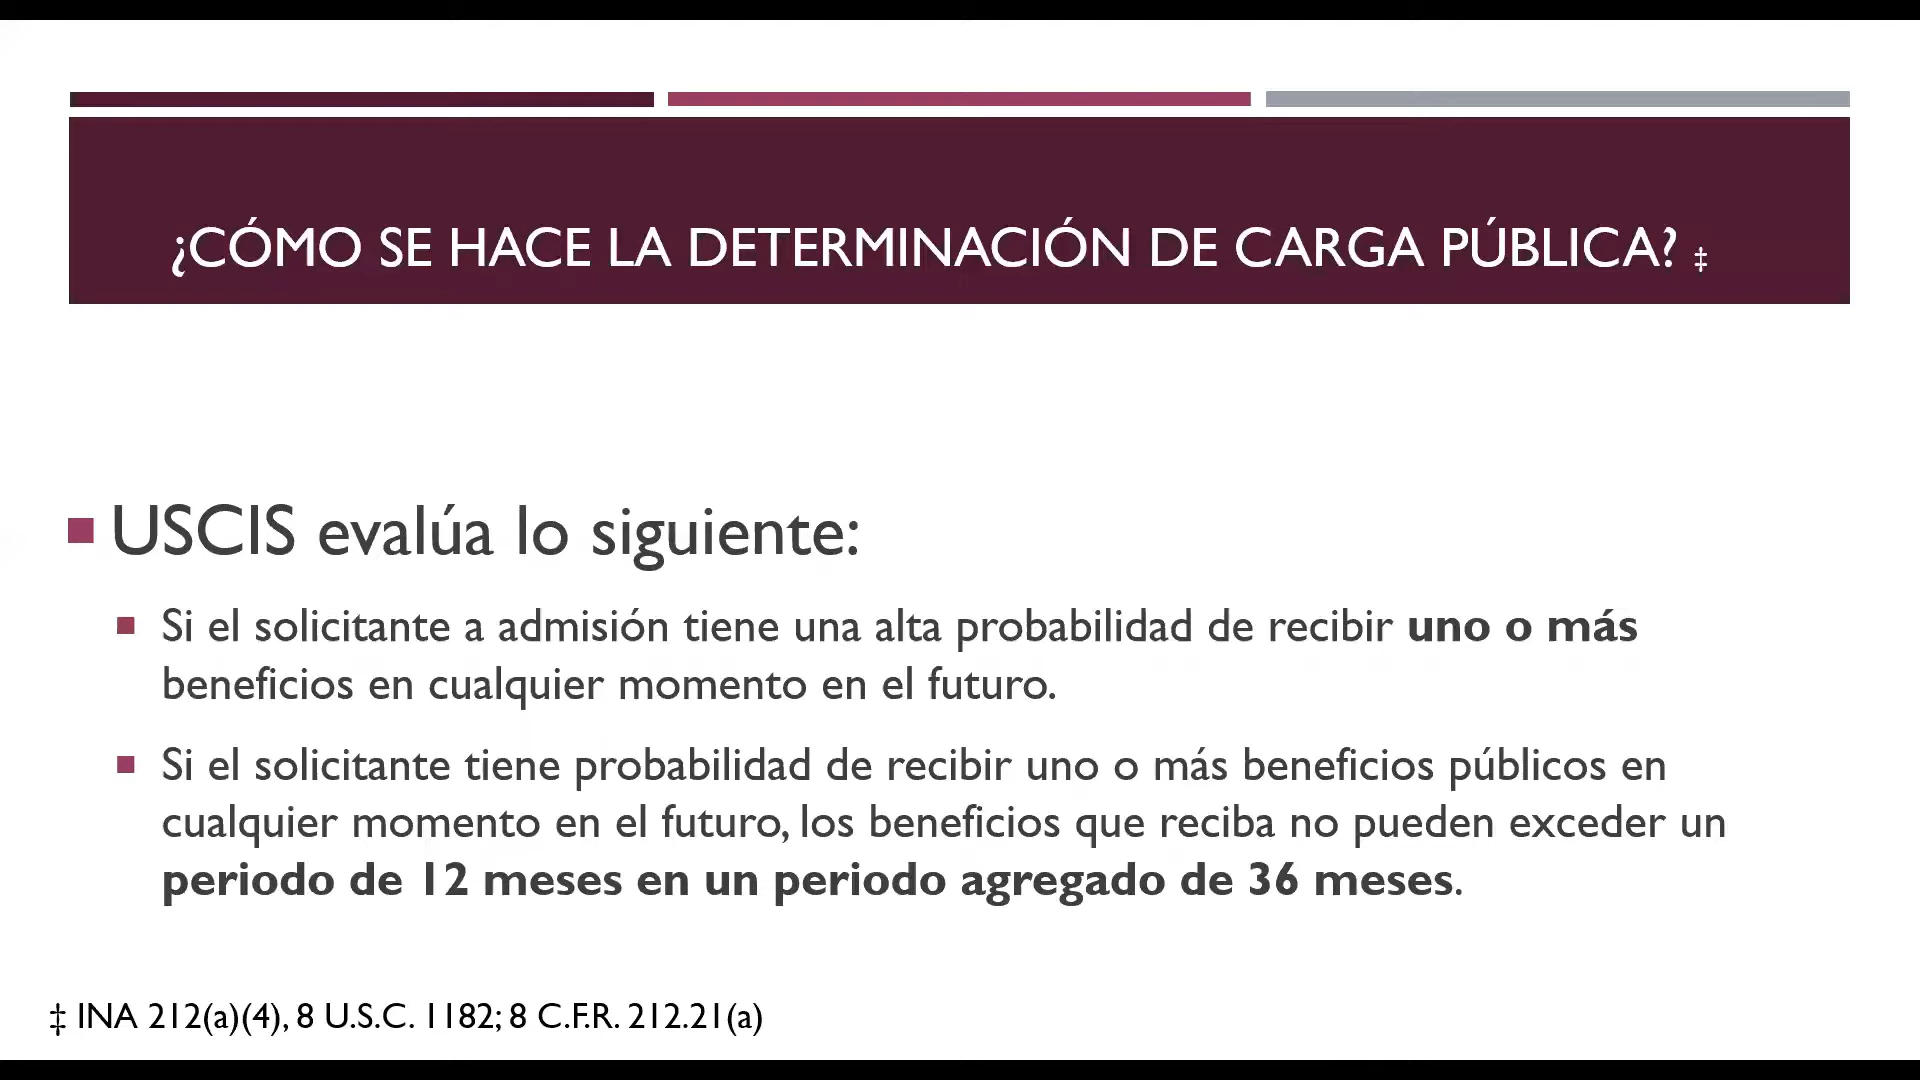 ¿CÓMO SE HACE LA DETERMINACIÓN DE CARGA PÚBLICA? ‡
USCIS evalúa lo siguiente:
Si el solicitante a admisión tiene una alta probabilidad de recibir uno o más
beneficios en cualquier momento en el futuro.
Si el solicitante tiene probabilidad de recibir uno o más beneficios públicos en
cualquier momento en el futuro, los beneficios que reciba no pueden exceder un
periodo de 12 meses en un periodo agregado de 36 meses.
‡ INA 212(a)(4), 8 U.S.C. 1182; 8 C.F.R. 212.21(a)